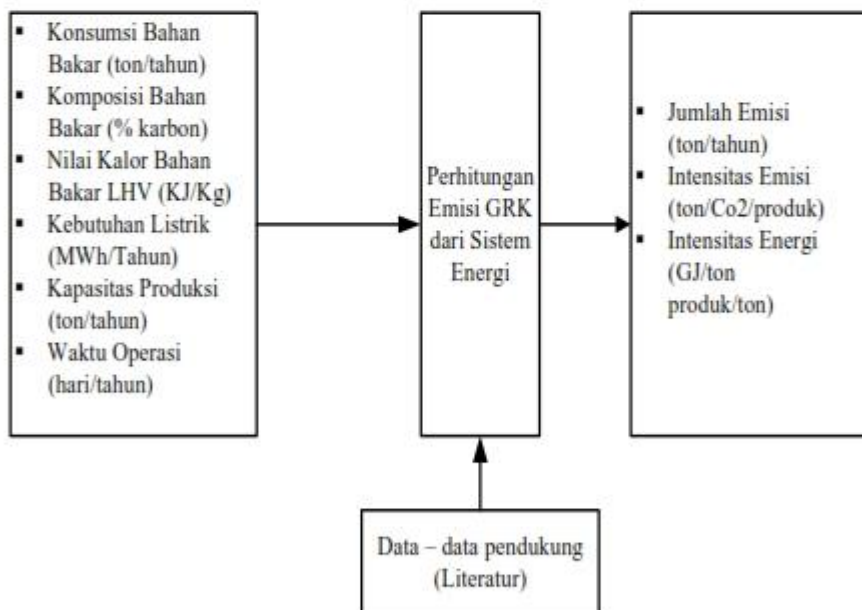 ▪ Konsumsi Bahan
Bakar (ton/tahun)
▪ Komposisi Bahan
Bakar (% karbon)
▪ Nilai Kalor Bahan
Bakar LHV (KJ/Kg)
▪ Kebutuhan Listrik
(MWh/Tahun)
▪ Kapasitas Produksi
(ton/tahun)
▪ Waktu Operasi
(hari/tahun)
Perhitungan
Emisi GRK
dari Sistem
Energi
▪ Jumlah Emisi
(ton/tahun)
▪ Intensitas Emisi
(ton/Co2/produk)
▪ Intensitas Energi
(GJ/ton
produk/ton)
Data – data pendukung
(Literatur)